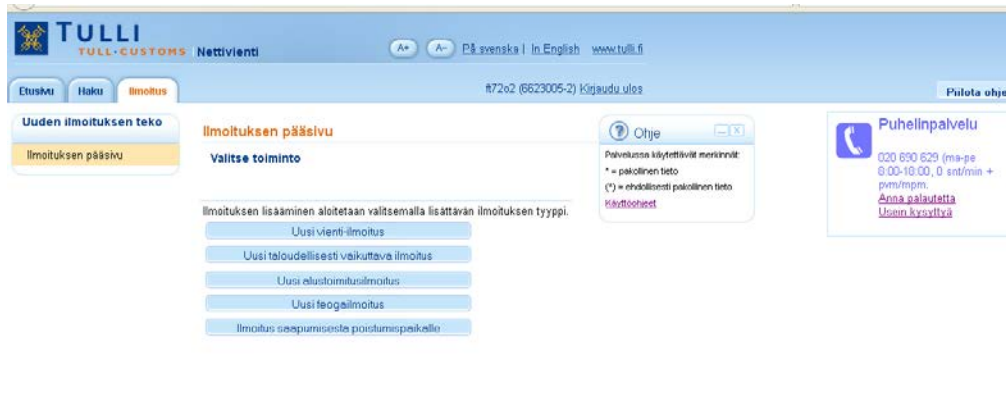 TULLI
TULL·CUSTOMS
Nettivienti
A+ A- På svenska | In English www.tulli.fi
Etusivu Haku Ilmoitus
ft72o2 (6623005-2) Kirjaudu ulos
Piilota ohje
Uuden ilmoituksen teko
Ilmoituksen pääsivu
Ilmoituksen pääsivu
Valitse toiminto
Ilmoituksen lisääminen aloitetaan valitsemalla lisättävän ilmoituksen tyyppi.
Uusi vienti-ilmoitus
Uusi taloudellisesti vaikuttava ilmoitus
Uusi alustoimitusilmoitus
Uusi feogailmoitus
Ilmoitus saapumisesta poistumispaikalle
? Ohje
Palvelussa käytettävät merkinnät:
* = pakollinen tieto
(*) = ehdollisesti pakollinen tieto
Käyttöohjeet
Puhelinpalvelu
020 690 629 (ma-pe
8:00-16:00, 0 snt/min +
pvm/mpm.
Anna palautetta
Usein kysyttyä